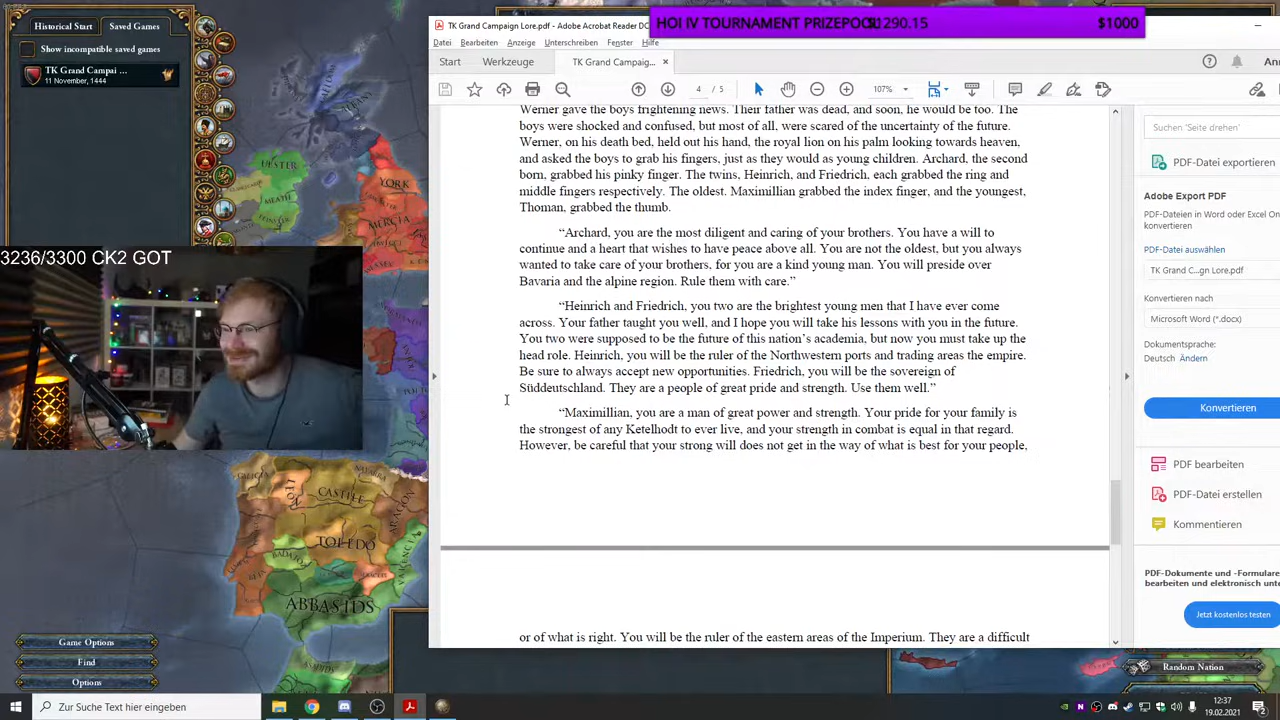 Historical Start
Saved Games
Show incompatible saved games
TK Grand Campai ...
11 November, 1444
TK Grand Campaign Lore.pdf - Adobe Acrobat Reader DC
HOI IV TOURNAMENT PRIZEPOOL
$1000
Datei Bearbeiten Anzeige Unterschreiben Fenster Hilfe
Start
Werkzeuge
TK Grand Campaig...
4 / 5
107%
Werner gave the boys frightening news. Their father was dead, and soon, he would be too. The
boys were shocked and confused, but most of all, were scared of the uncertainty of the future.
Werner, on his death bed, held out his hand, the royal lion on his palm looking towards heaven,
and asked the boys to grab his fingers, just as they would as young children. Archard, the second
born, grabbed his pinky finger. The twins, Heinrich, and Friedrich, each grabbed the ring and
middle fingers respectively. The oldest. Maximillian grabbed the index finger, and the youngest,
Thoman, grabbed the thumb.
“Archard, you are the most diligent and caring of your brothers. You have a will to
continue and a heart that wishes to have peace above all. You are not the oldest, but you always
wanted to take care of your brothers, for you are a kind young man. You will preside over
Bavaria and the alpine region. Rule them with care.”
“Heinrich and Friedrich, you two are the brightest young men that I have ever come
across. Your father taught you well, and I hope you will take his lessons with you in the future.
You two were supposed to be the future of this nation’s academia, but now you must take up the
head role. Heinrich, you will be the ruler of the Northwestern ports and trading areas the empire.
Be sure to always accept new opportunities. Friedrich, you will be the sovereign of
Süddeutschland. They are a people of great pride and strength. Use them well.”
“Maximillian, you are a man of great power and strength. Your pride for your family is
the strongest of any Ketelhodt to ever live, and your strength in combat is equal in that regard.
However, be careful that your strong will does not get in the way of what is best for your people,
or of what is right. You will be the ruler of the eastern areas of the Imperium. They are a difficult
Suchen 'Seite drehen'
PDF-Datei exportieren
Adobe Export PDF
PDF-Dateien in Word oder Excel Onl
konvertieren
PDF-Datei auswählen
TK Grand C...gn Lore.pdf
Konvertieren nach
Microsoft Word (*.docx)
Dokumentsprache:
Deutsch Ändern
Konvertieren
PDF bearbeiten
PDF-Datei erstellen
Kommentieren
PDF-Dokumente und -Formulare
bearbeiten und elektronisch unte
Jetzt kostenlos testen
3236/3300 CK2 GOT
ULSTER
MEATH
YORK
MERCIA
GALICIA
LEON
CASTILE
NAVARRA
ARAGON
TOLEDO
BADAJOZ
ABBASIDS
Game Options
Find
Options
Random Nation
Zur Suche Text hier eingeben
12:37
19.02.2021